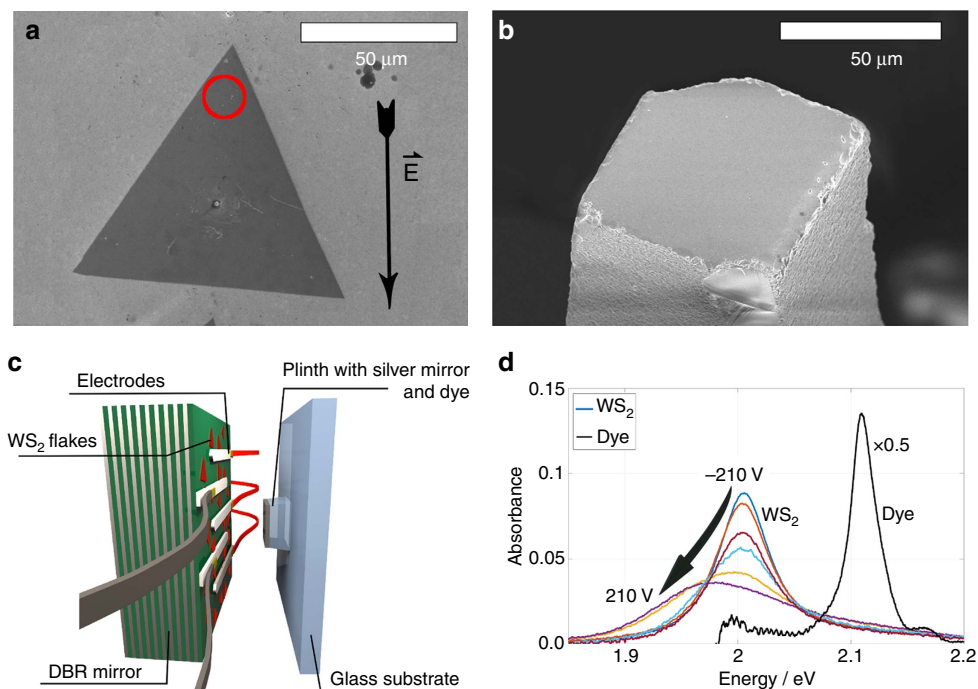 a
50 µm
E
b
50 µm
c
Electrodes
WS2 flakes
Plinth with silver mirror
and dye
DBR mirror
Glass substrate
d
Absorbance
0.15
0.10
0.05
0.0
WS2
Dye
–210 V
WS2
210 V
×0.5
Dye
1.9
2
2.1
2.2
Energy / eV